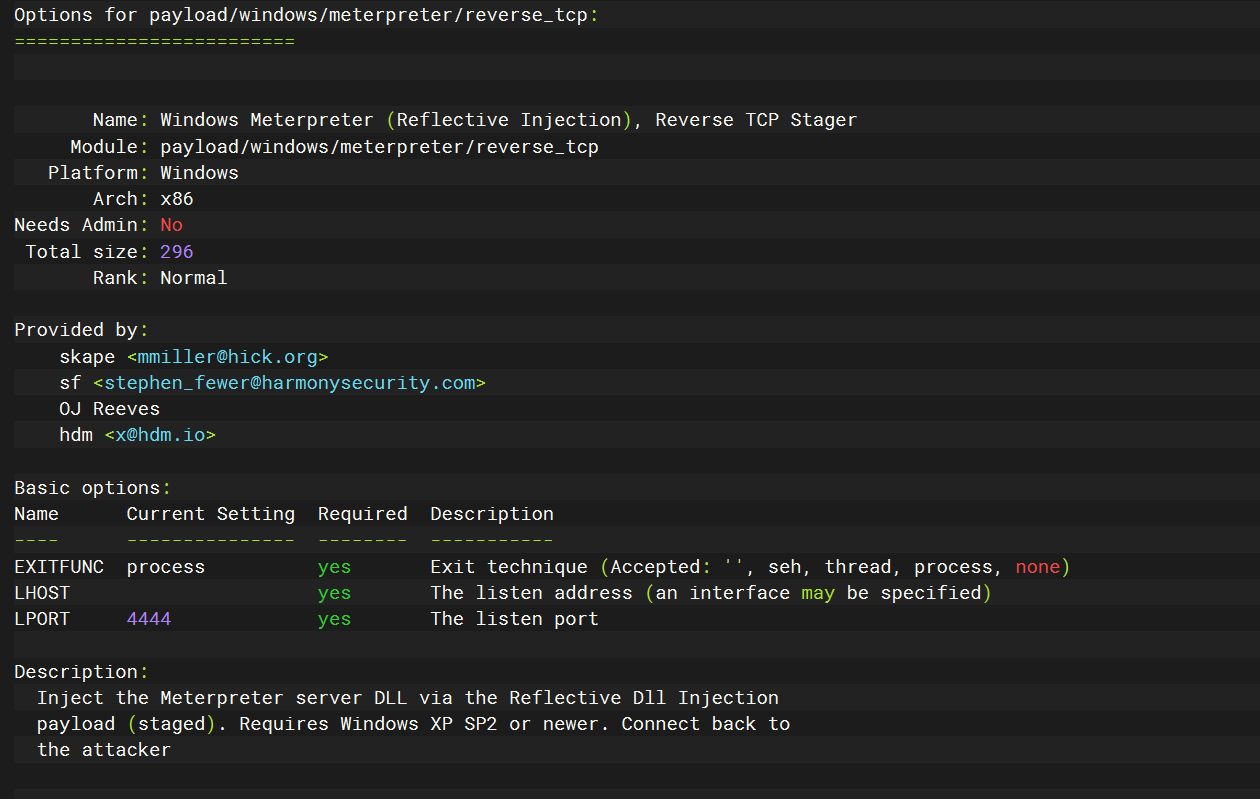 Options for payload/windows/meterpreter/reverse_tcp:
=========================
Name: Windows Meterpreter (Reflective Injection), Reverse TCP Stager
Module: payload/windows/meterpreter/reverse_tcp
Platform: Windows
Arch: x86
Needs Admin: No
Total size: 296
Rank: Normal
Provided by:
skape <mmiller@hick.org>
sf <stephen_fewer@harmonysecurity.com>
OJ Reeves
hdm <x@hdm.io>
Basic options:
Name      Current Setting  Required  Description
----      ---------------  --------  -----------
EXITFUNC  process          yes       Exit technique (Accepted: '', seh, thread, process, none)
LHOST                      yes       The listen address (an interface may be specified)
LPORT     4444             yes       The listen port
Description:
Inject the Meterpreter server DLL via the Reflective Dll Injection
payload (staged). Requires Windows XP SP2 or newer. Connect back to
the attacker